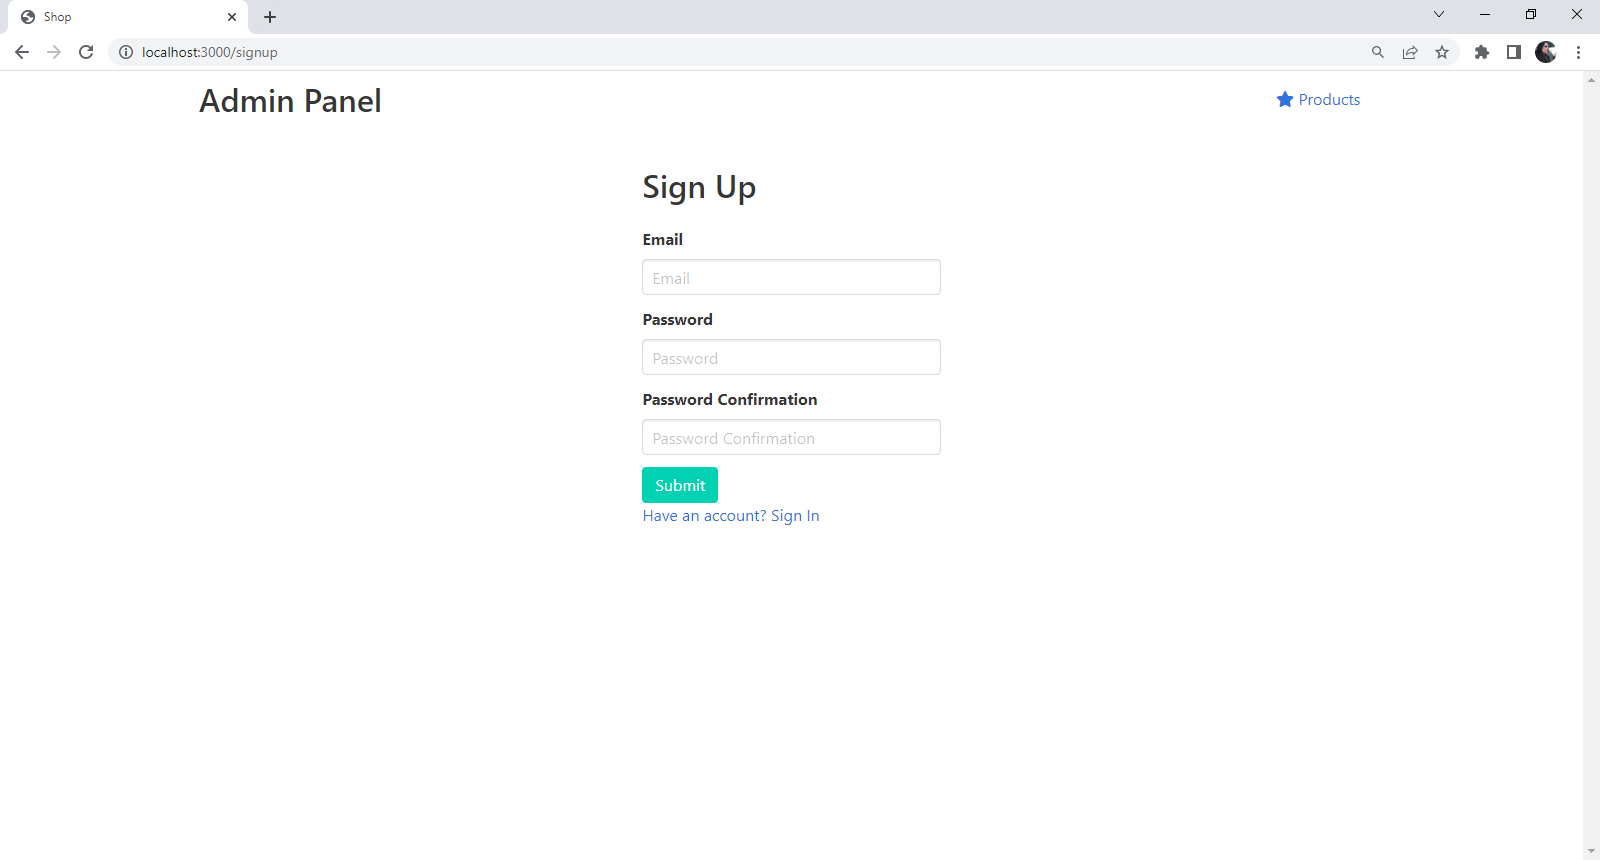 Shop
localhost:3000/signup
Admin Panel
Products
Sign Up
Email
Email
Password
Password
Password Confirmation
Password Confirmation
Submit
Have an account? Sign In